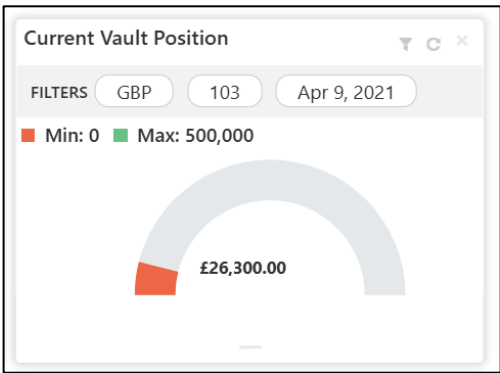 Current Vault Position
FILTERS GBP 103 Apr 9, 2021
Min: 0 Max: 500,000
£26,300.00